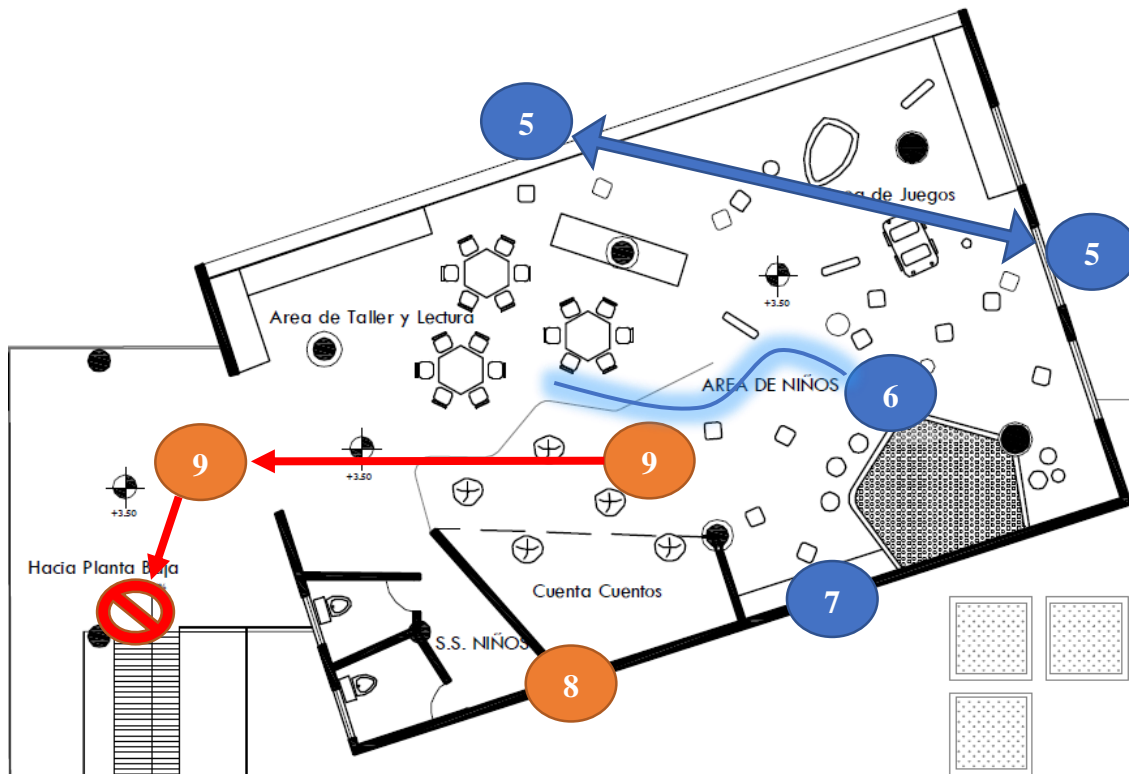 5
de Juegos
5
+3.50
Area de Taller y Lectura
AREA DE NIÑOS
6
9
9
+3.50
+3.50
Hacia Planta Baja
Cuenta Cuentos
7
S.S. NIÑOS
8